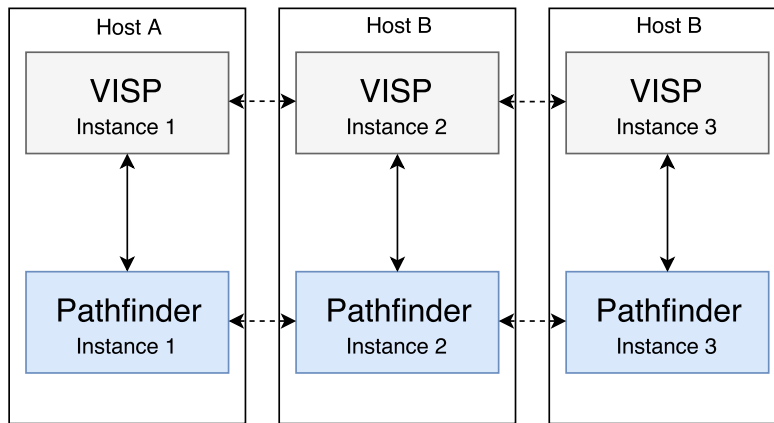 Host A
Host B
Host B
VISP
Instance 1
VISP
Instance 2
VISP
Instance 3
Pathfinder
Instance 1
Pathfinder
Instance 2
Pathfinder
Instance 3